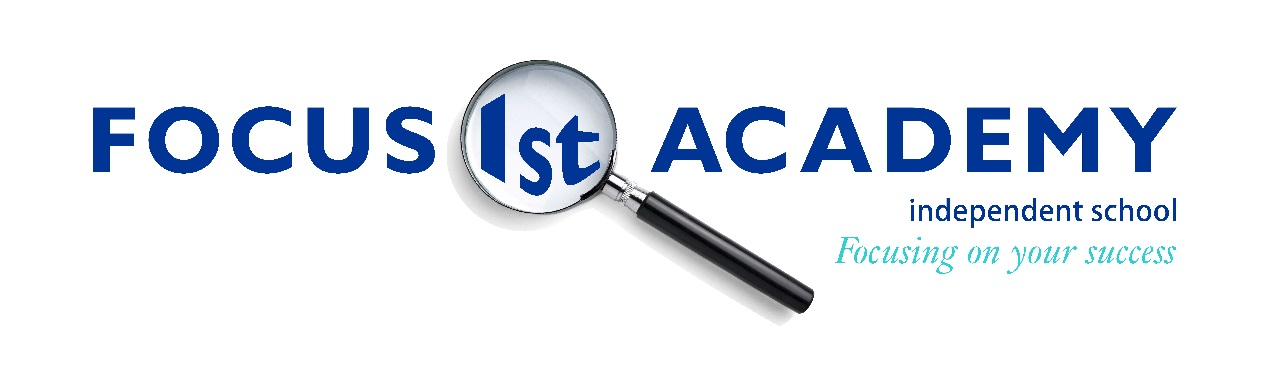 FOCUS 1st ACADEMY
independent school
Focusing on your success